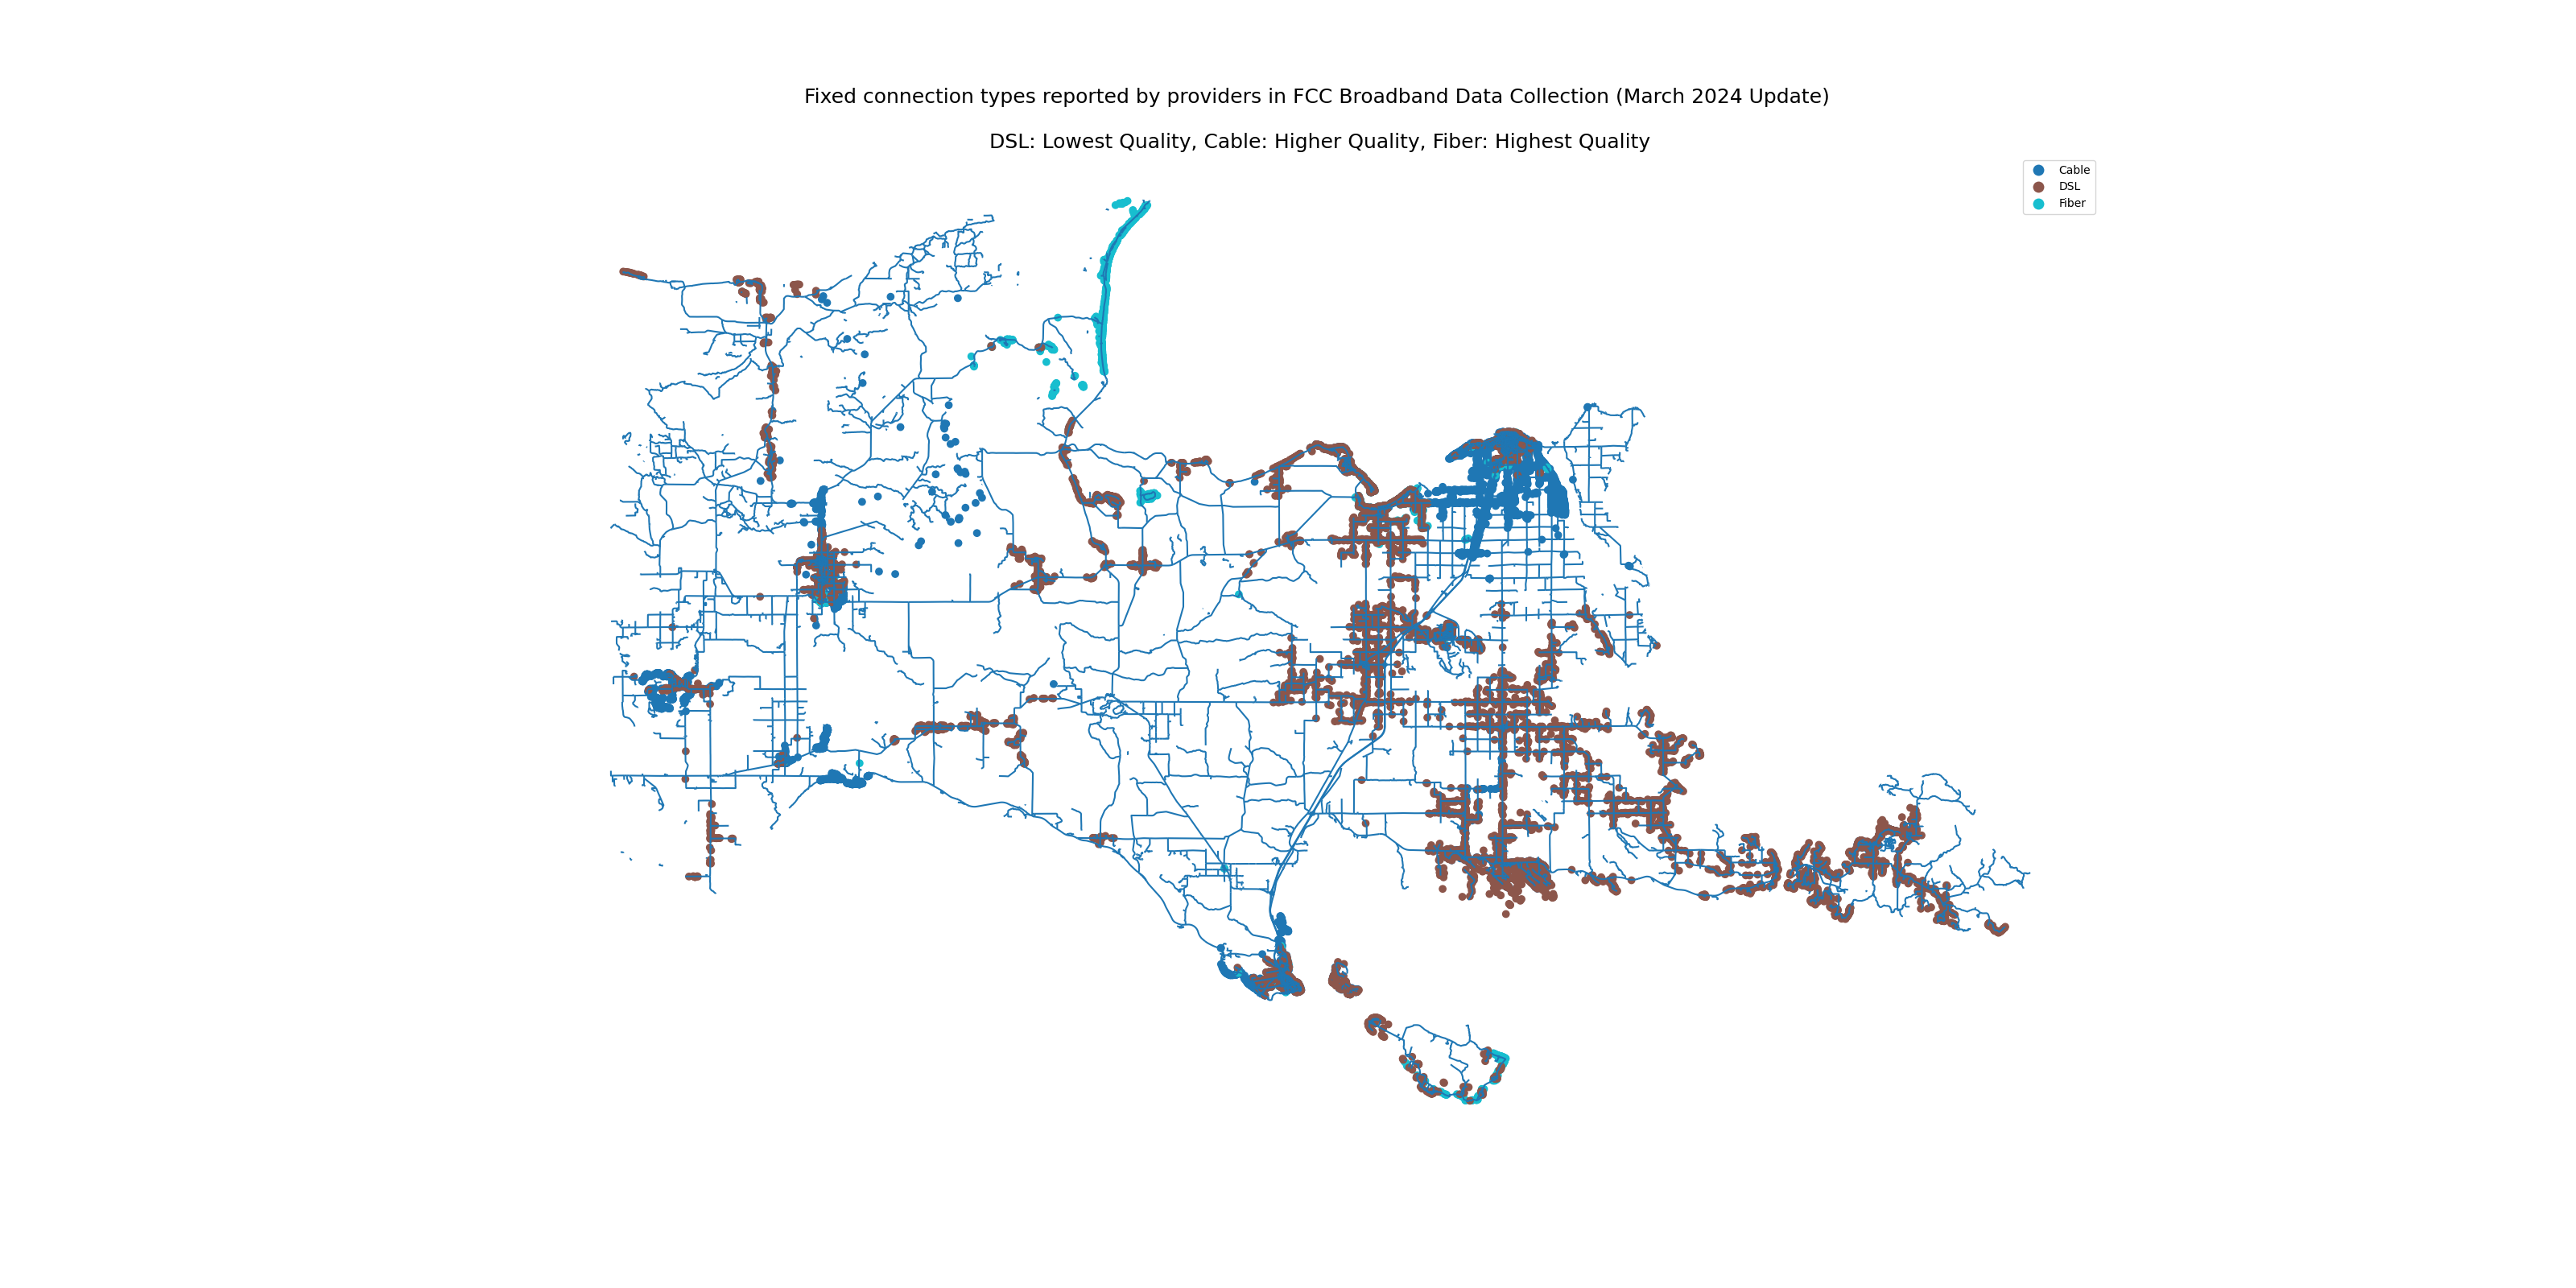 Fixed connection types reported by providers in FCC Broadband Data Collection (March 2024 Update)
DSL: Lowest Quality, Cable: Higher Quality, Fiber: Highest Quality
Cable
DSL
Fiber